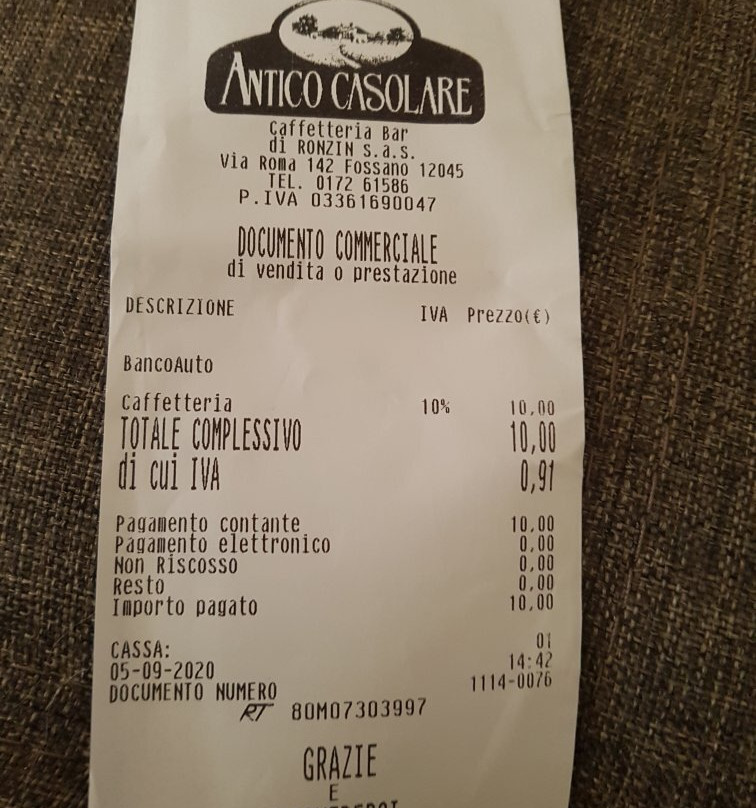 ANTICO CASOLARE
Caffetteria Bar
di RONZIN s.a.s.
Via Roma 142 Fossano 12045
TEL. 0172 61586
P.IVA 03361690047
DOCUMENTO COMMERCIALE
di vendita o prestazione
DESCRIZIONE IVA Prezzo(€)
BancoAuto
Caffetteria 10% 10,00
TOTALE COMPLESSIVO 10,00
di cui IVA 0,91
Pagamento contante 10,00
Pagamento elettronico 0,00
Non Riscosso 0,00
Resto 0,00
Importo pagato 10,00
CASSA: 01
05-09-2020 14:42
DOCUMENTO NUMERO 1114-0076
RT 80M07303997
GRAZIE
E